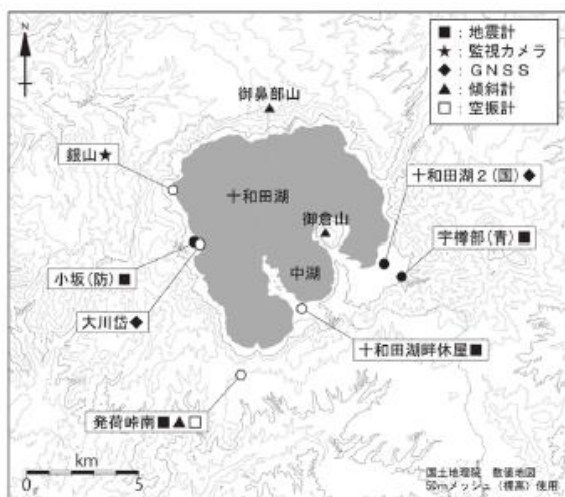 N
■：地震計
★：監視カメラ
◆：ＧＮＳＳ
▲：傾斜計
□：空振計
御鼻部山
銀山★
十和田湖
十和田湖２(国)◆
御倉山
宇樽部(青)■
中湖
小坂(防)■
大川岱◆
十和田湖畔休屋■
発荷峠南■▲□
km
0 5
国土地理院 数値地図
50mメッシュ（標高）使用